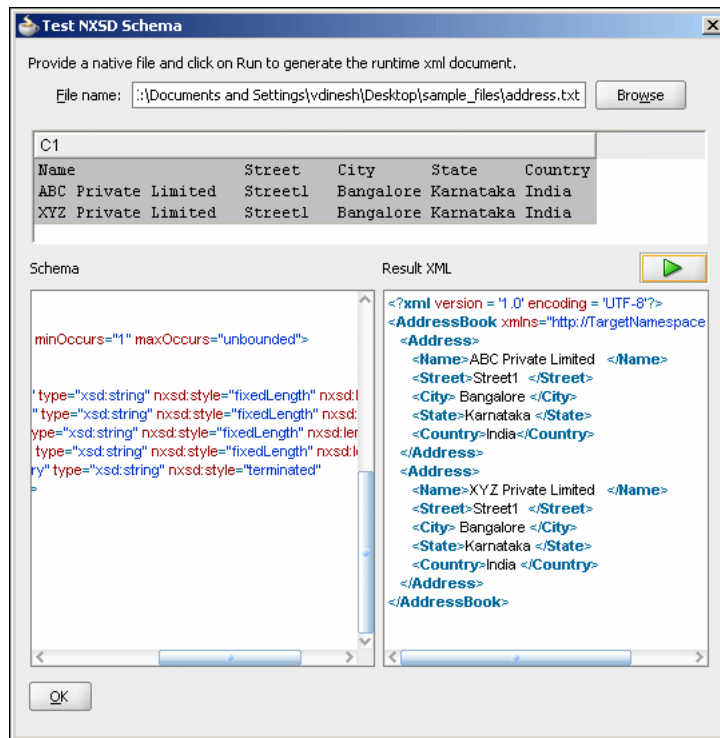 Test NXSD Schema
Provide a native file and click on Run to generate the runtime xml document.
File name: :\Documents and Settings\vdinesh\Desktop\sample_files\address.txt Browse
C1
Name Street City State Country
ABC Private Limited Street1 Bangalore Karnataka India
XYZ Private Limited Street1 Bangalore Karnataka India
Schema
minOccurs="1" maxOccurs="unbounded">
" type="xsd:string" nxsd:style="fixedLength" nxsd:l
" type="xsd:string" nxsd:style="fixedLength" nxsd:
ype="xsd:string" nxsd:style="fixedLength" nxsd:len
type="xsd:string" nxsd:style="fixedLength" nxsd:le
ry" type="xsd:string" nxsd:style="terminated"
>
Result XML
<?xml version = '1.0' encoding = 'UTF-8'?>
<AddressBook xmlns="http://TargetNamespace
<Address>
<Name>ABC Private Limited </Name>
<Street>Street1 </Street>
<City> Bangalore </City>
<State>Karnataka </State>
<Country>India</Country>
</Address>
<Address>
<Name>XYZ Private Limited </Name>
<Street>Street1 </Street>
<City> Bangalore </City>
<State>Karnataka </State>
<Country>India </Country>
</Address>
</AddressBook>
OK